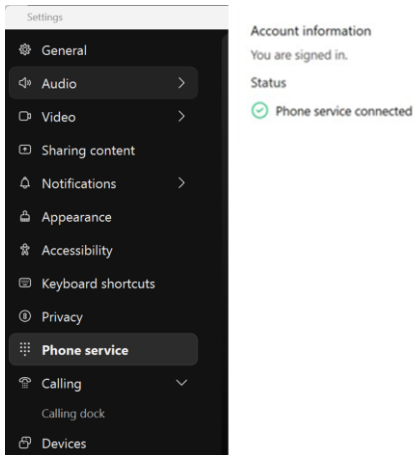 Settings
General
Audio
Video
Sharing content
Notifications
Appearance
Accessibility
Keyboard shortcuts
Privacy
Phone service
Calling
Calling dock
Devices
Account information
You are signed in.
Status
Phone service connected